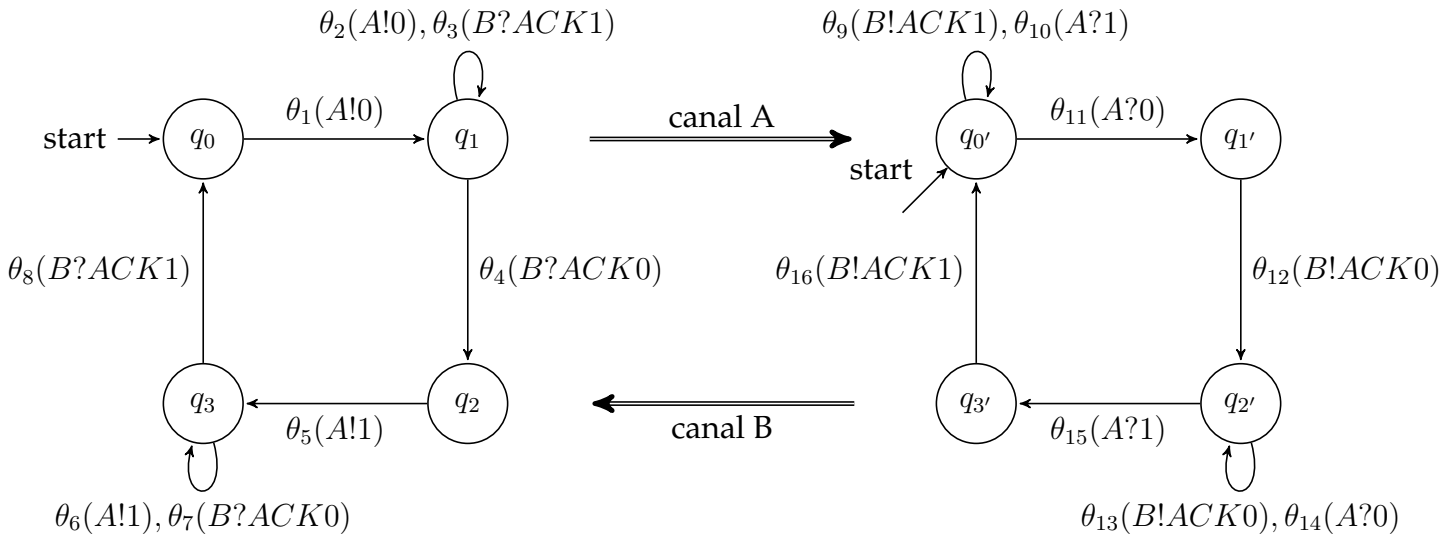 θ₂(A!0), θ₃(B?ACK1)
θ₉(B!ACK1), θ₁₀(A?1)
start
q₀
θ₁(A!0)
q₁
canal A
q₀′
θ₁₁(A?0)
q₁′
start
θ₈(B?ACK1)
θ₄(B?ACK0)
θ₁₆(B!ACK1)
θ₁₂(B!ACK0)
q₃
θ₅(A!1)
q₂
canal B
q₃′
θ₁₅(A?1)
q₂′
θ₆(A!1), θ₇(B?ACK0)
θ₁₃(B!ACK0), θ₁₄(A?0)